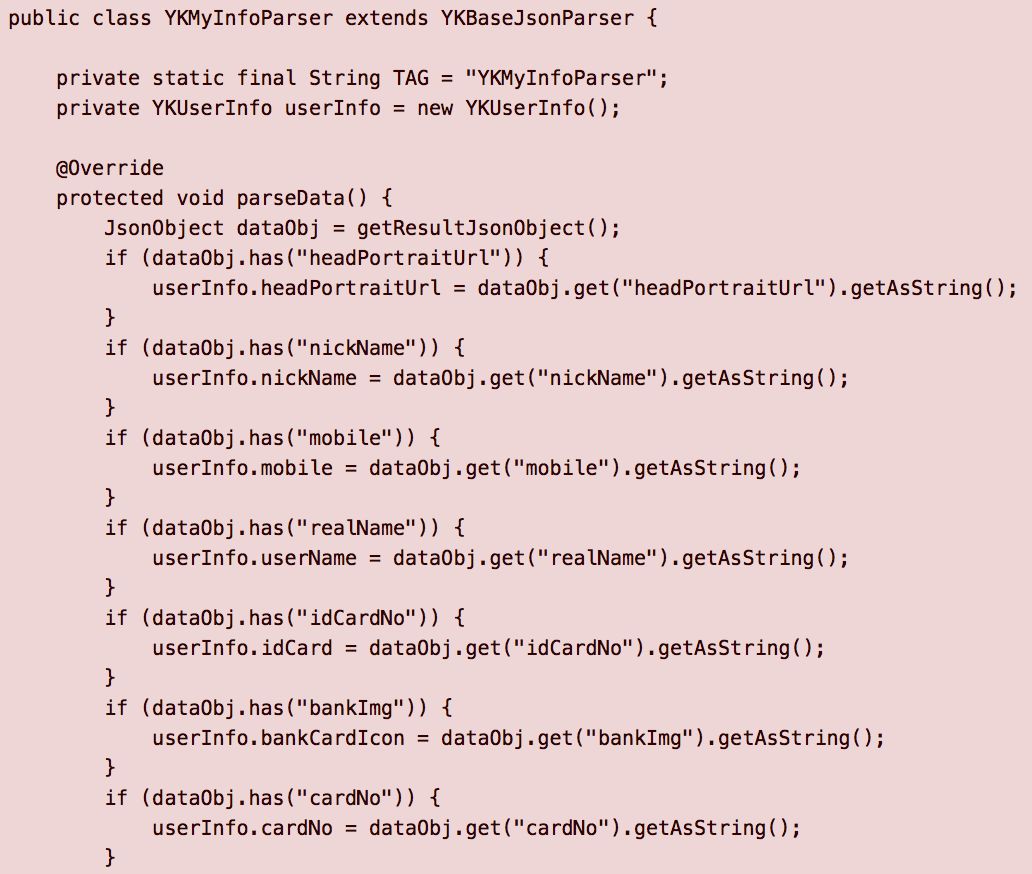 public class YKMyInfoParser extends YKBaseJsonParser {
private static final String TAG = "YKMyInfoParser";
private YKUserInfo userInfo = new YKUserInfo();
@Override
protected void parseData() {
JsonObject dataObj = getResultJsonObject();
if (dataObj.has("headPortraitUrl")) {
userInfo.headPortraitUrl = dataObj.get("headPortraitUrl").getAsString();
}
if (dataObj.has("nickName")) {
userInfo.nickName = dataObj.get("nickName").getAsString();
}
if (dataObj.has("mobile")) {
userInfo.mobile = dataObj.get("mobile").getAsString();
}
if (dataObj.has("realName")) {
userInfo.userName = dataObj.get("realName").getAsString();
}
if (dataObj.has("idCardNo")) {
userInfo.idCard = dataObj.get("idCardNo").getAsString();
}
if (dataObj.has("bankImg")) {
userInfo.bankCardIcon = dataObj.get("bankImg").getAsString();
}
if (dataObj.has("cardNo")) {
userInfo.cardNo = dataObj.get("cardNo").getAsString();
}